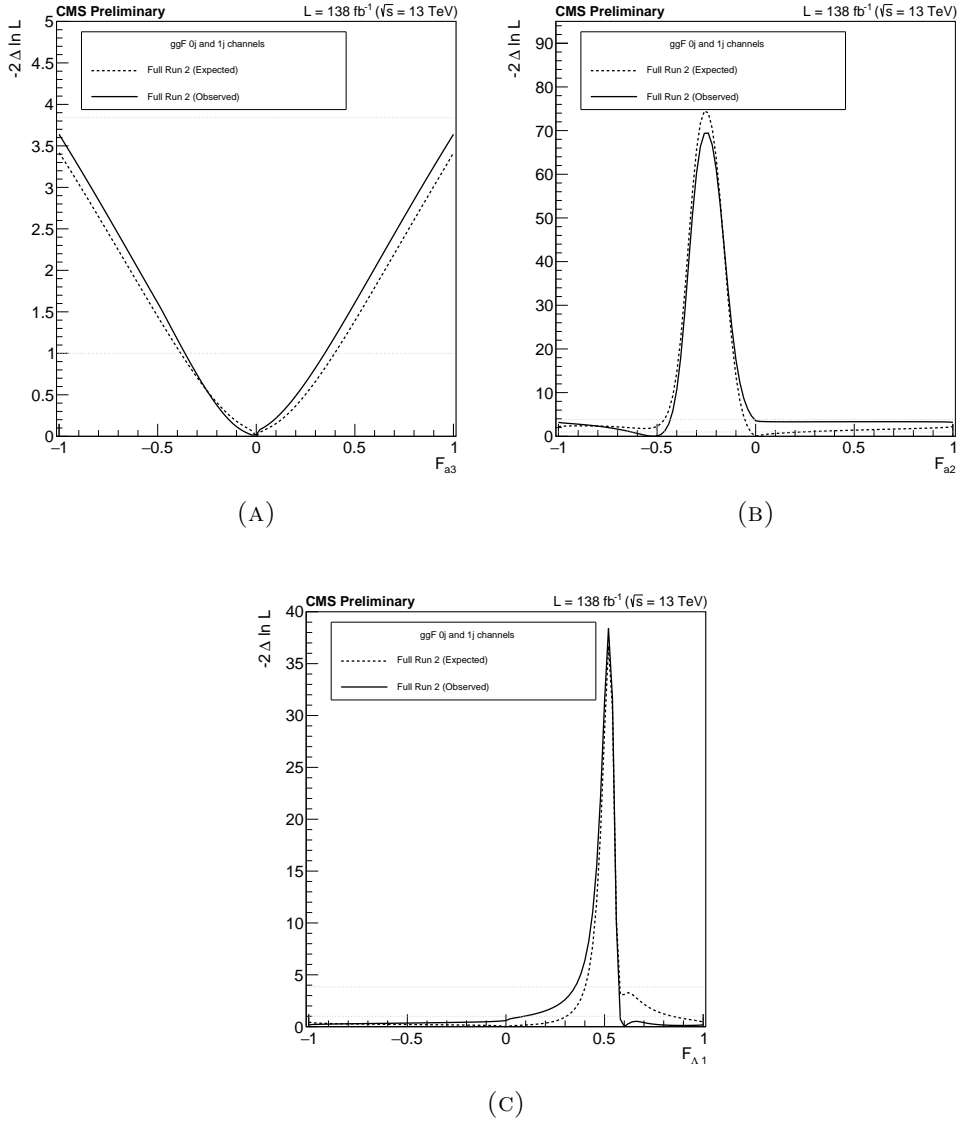 CMS Preliminary L = 138 fb⁻¹ (√s = 13 TeV)
-2 Δ ln L
5
4.5
4
3.5
3
2.5
2
1.5
1
0.5
0
ggF 0j and 1j channels
Full Run 2 (Expected)
Full Run 2 (Observed)
−1 −0.5 0 0.5 1
F_a3
(A)
CMS Preliminary L = 138 fb⁻¹ (√s = 13 TeV)
-2 Δ ln L
90
80
70
60
50
40
30
20
10
0
ggF 0j and 1j channels
Full Run 2 (Expected)
Full Run 2 (Observed)
−1 −0.5 0 0.5 1
F_a2
(B)
CMS Preliminary L = 138 fb⁻¹ (√s = 13 TeV)
-2 Δ ln L
40
35
30
25
20
15
10
5
0
ggF 0j and 1j channels
Full Run 2 (Expected)
Full Run 2 (Observed)
−1 −0.5 0 0.5 1
F_Λ1
(C)